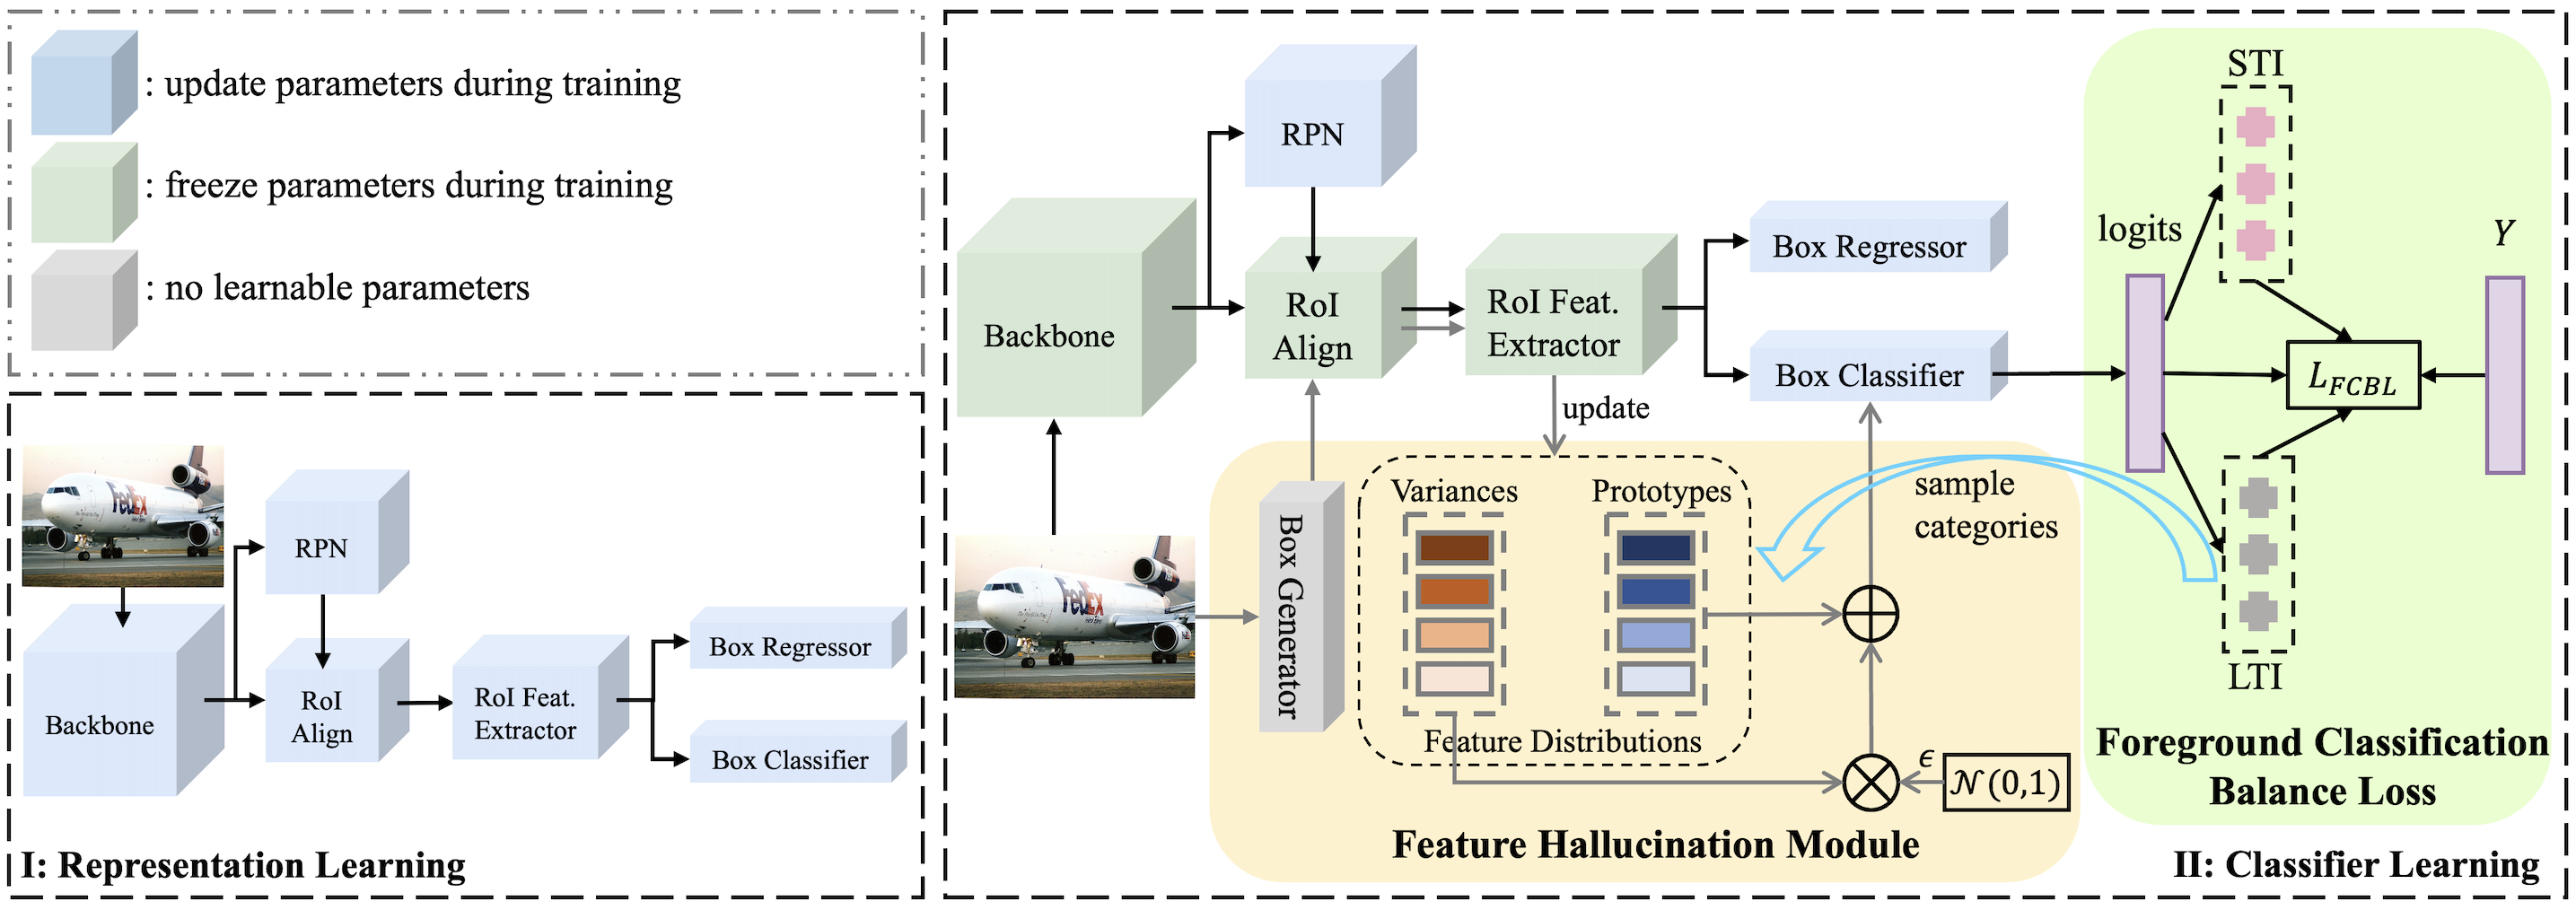 : update parameters during training
: freeze parameters during training
: no learnable parameters
FedEx
RPN
Backbone
RoI
Align
RoI Feat.
Extractor
Box Regressor
Box Classifier
I: Representation Learning
RPN
Backbone
RoI
Align
RoI Feat.
Extractor
Box Regressor
Box Classifier
update
FedEx
Box Generator
Variances
Prototypes
Feature Distributions
sample
categories
ϵ
𝒩(0,1)
Feature Hallucination Module
STI
logits
Y
L_{FCBL}
LTI
Foreground Classification
Balance Loss
II: Classifier Learning